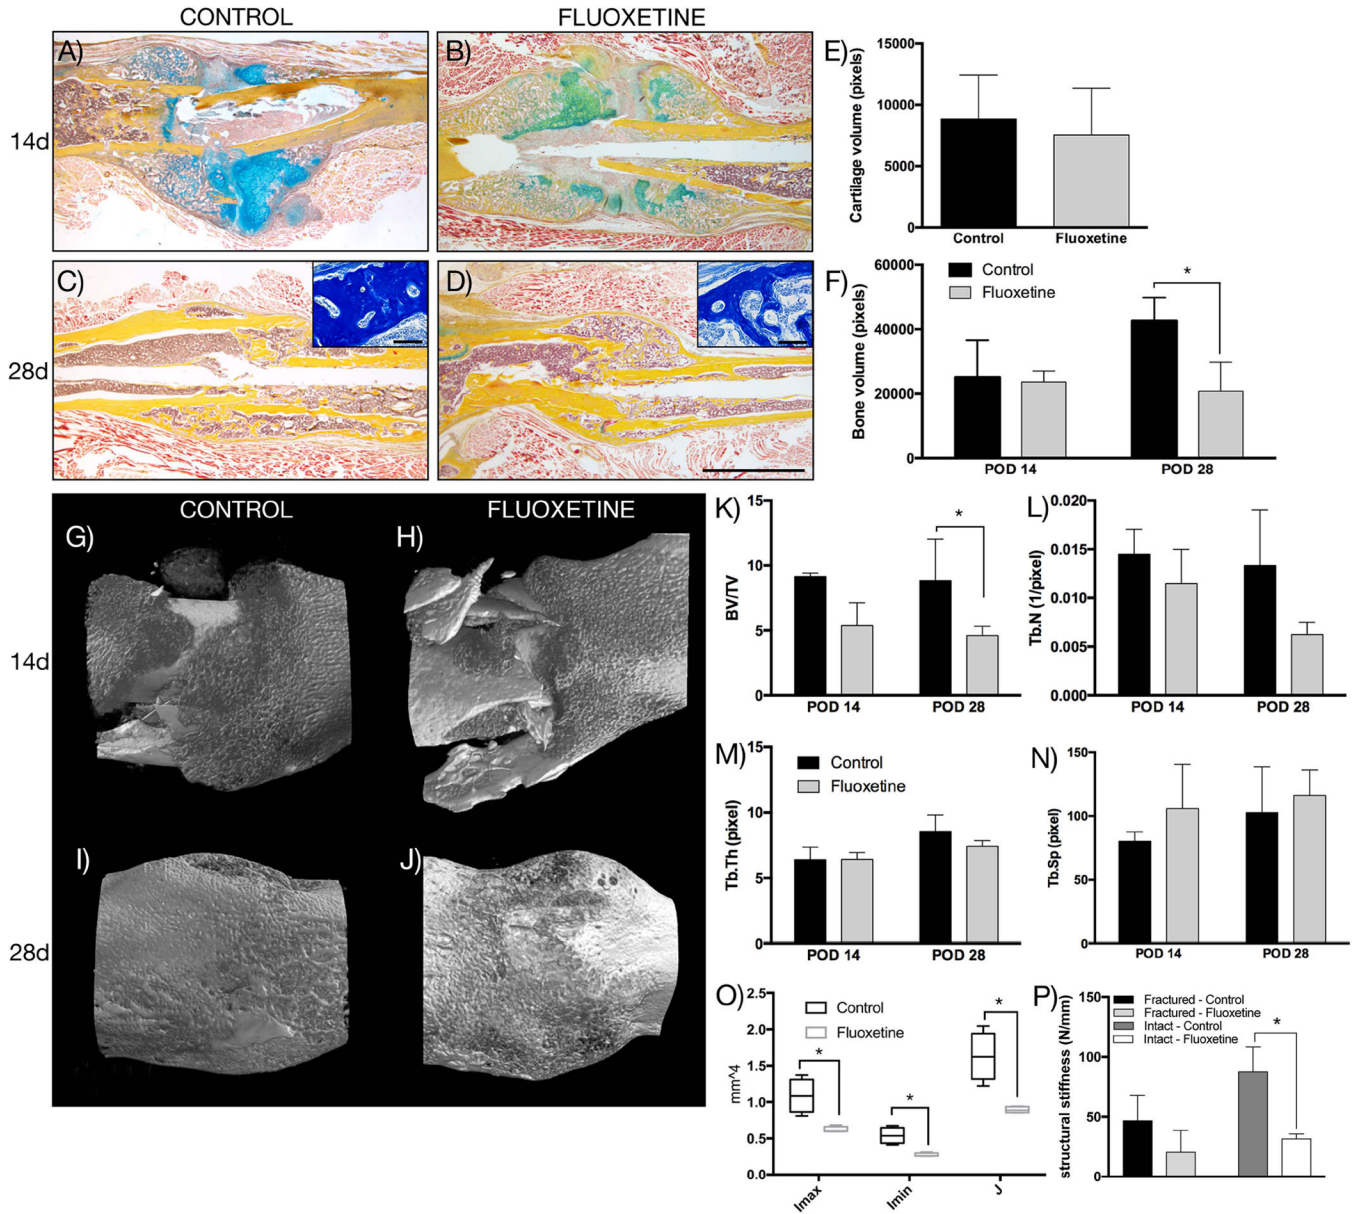 CONTROL
FLUOXETINE
14d
28d
A)
B)
C)
D)
E)
Cartilage volume (pixels)
15000
10000
5000
0
Control
Fluoxetine
F)
Bone volume (pixels)
60000
40000
20000
0
Control
Fluoxetine
*
POD 14
POD 28
CONTROL
FLUOXETINE
14d
28d
G)
H)
I)
J)
K)
BV/TV
15
10
5
0
*
POD 14
POD 28
L)
Tb.N (1/pixel)
0.020
0.015
0.010
0.005
0.000
POD 14
POD 28
M)
Tb.Th (pixel)
15
10
5
0
Control
Fluoxetine
POD 14
POD 28
N)
Tb.Sp (pixel)
150
100
50
0
POD 14
POD 28
O)
mm^4
2.5
2.0
1.5
1.0
0.5
0.0
Control
Fluoxetine
*
*
*
Imax
Imin
J
P)
structural stiffness (N/mm)
150
100
50
0
Fractured - Control
Fractured - Fluoxetine
Intact - Control
Intact - Fluoxetine
*